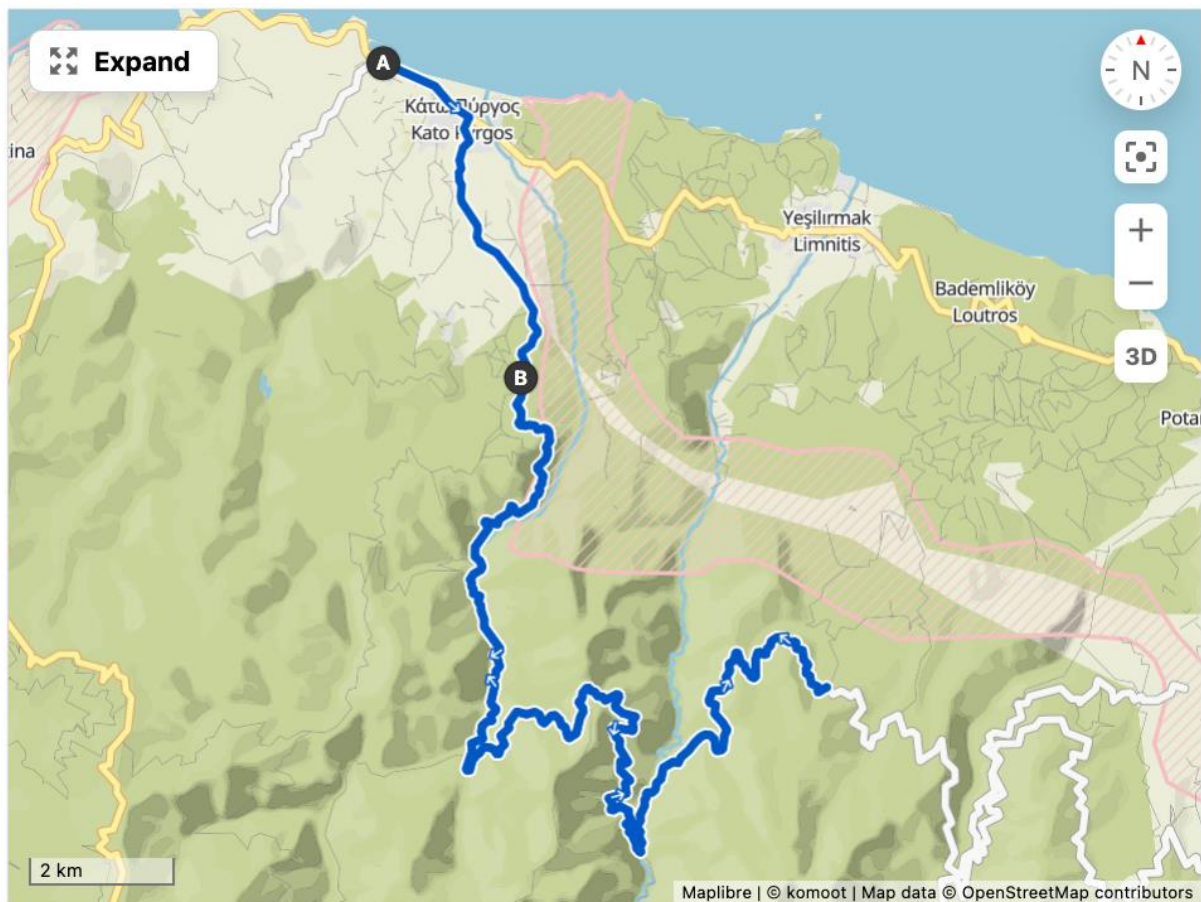 Expand
A
N
Κάτω Πύργος
Kato Pyrgos
ina
Yeşilırmak
Limnitis
Bademliköy
Loutros
3D
B
Pota
2 km
Maplibre | © komoot | Map data © OpenStreetMap contributors